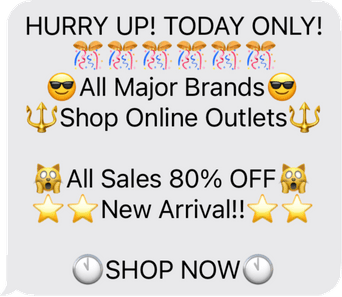 HURRY UP! TODAY ONLY!
🎊🎊🎊🎊🎊🎊
😎All Major Brands😎
🔱Shop Online Outlets🔱
🙀All Sales 80% OFF🙀
⭐⭐New Arrival!!⭐⭐
🕚SHOP NOW🕚